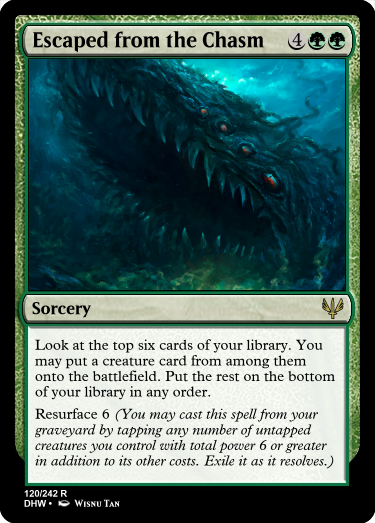 Escaped from the Chasm 4
Sorcery
Look at the top six cards of your library. You
may put a creature card from among them
onto the battlefield. Put the rest on the bottom
of your library in any order.
Resurface 6 (You may cast this spell from your
graveyard by tapping any number of untapped
creatures you control with total power 6 or greater
in addition to its other costs. Exile it as it resolves.)
120/242 R
DHW • Wisnu Tan